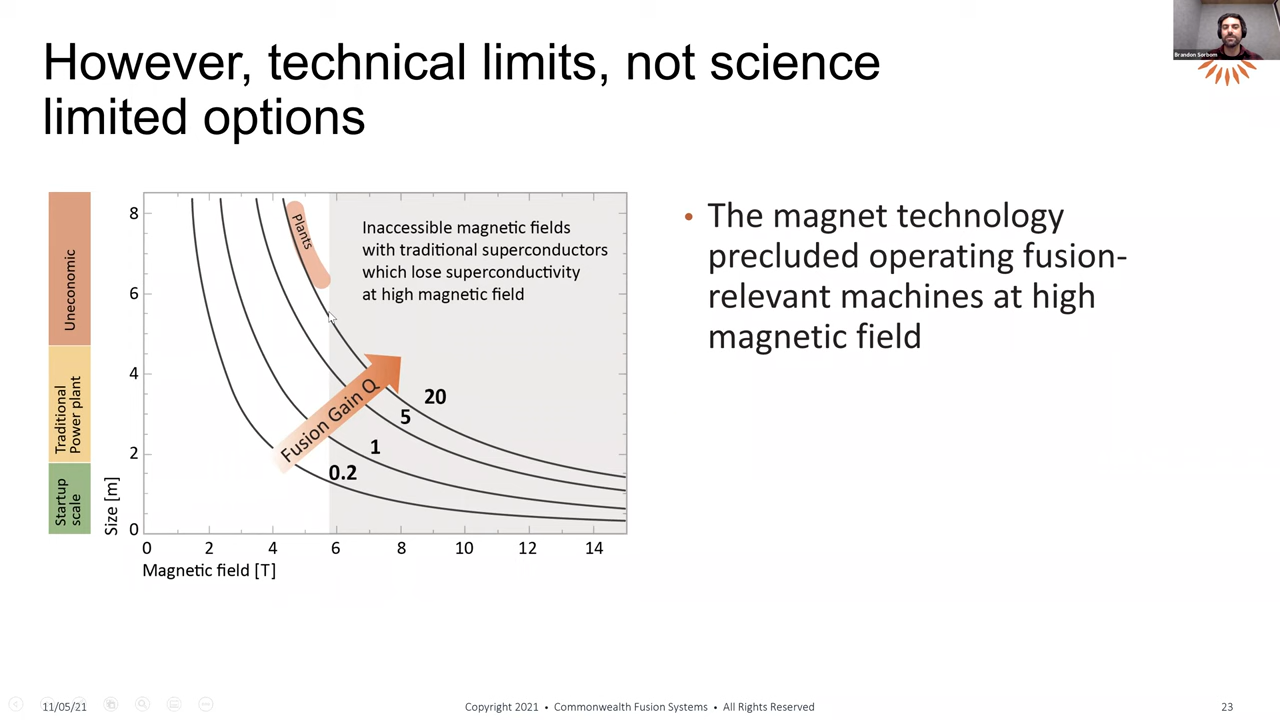 However, technical limits, not science
limited options
Brandon Sorbom
Uneconomic
Traditional
Power plant
Startup
scale
Size [m]
8
6
4
2
0
Plants
Inaccessible magnetic fields
with traditional superconductors
which lose superconductivity
at high magnetic field
Fusion Gain Q
20
5
1
0.2
0 2 4 6 8 10 12 14
Magnetic field [T]
• The magnet technology
precluded operating fusion-
relevant machines at high
magnetic field
11/05/21
Copyright 2021 • Commonwealth Fusion Systems • All Rights Reserved
23